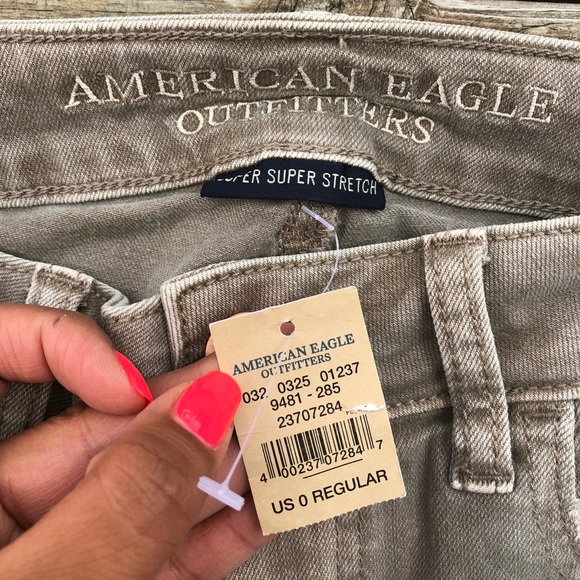 AMERICAN EAGLE
OUTFITTERS
SUPER SUPER STRETCH
AMERICAN EAGLE
OUTFITTERS
032 0325 01237
9481 - 285
23707284
4 00237 07284 7
US 0 REGULAR